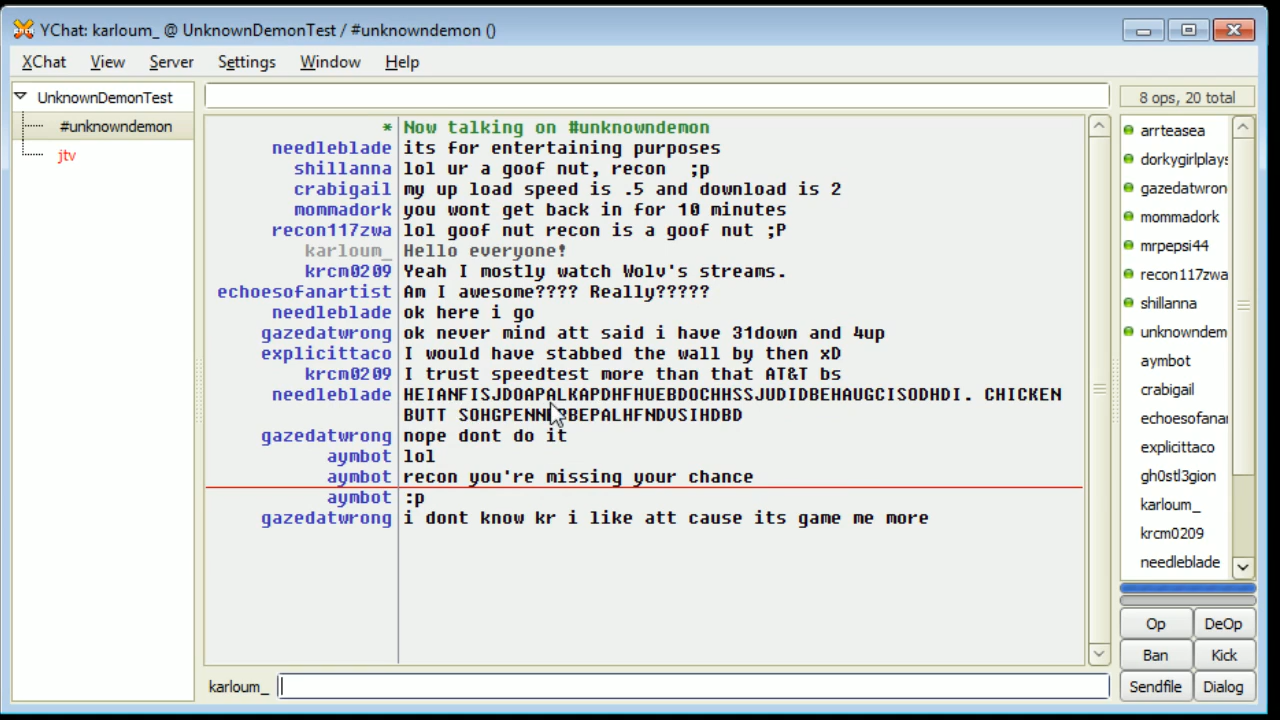 YChat: karloum_ @ UnknownDemonTest / #unknowndemon ()
XChat View Server Settings Window Help
UnknownDemonTest
#unknowndemon
jtv
8 ops, 20 total
* Now talking on #unknowndemon
needleblade its for entertaining purposes
shillanna lol ur a goof nut, recon ;p
crabigail my up load speed is .5 and download is 2
mommadork you wont get back in for 10 minutes
recon117zwa lol goof nut recon is a goof nut ;P
karloum_ Hello everyone!
krcm0209 Yeah I mostly watch Wolv's streams.
echoesofanartist Am I awesome???? Really?????
needleblade ok here i go
gazedatwrong ok never mind att said i have 31down and 4up
explicittaco I would have stabbed the wall by then xD
krcm0209 I trust speedtest more than that AT&T bs
needleblade HEIANFISJDOAPALKAPDHFHUEBDOCHHSSJUDIDBEHAUGCISODHDI. CHICKEN
BUTT
gazedatwrong nope dont do it
aymbot lol
aymbot recon you're missing your chance
aymbot :p
gazedatwrong i dont know kr i like att cause its game me more
karloum_
arrteasea
dorkygirlplays
gazedatwron
mommadork
mrpepsi44
recon117zwa
shillanna
unknowndem
aymbot
crabigail
echoesofanar
explicittaco
gh0stl3gion
karloum_
krcm0209
needleblade
Op DeOp
Ban Kick
Sendfile Dialog